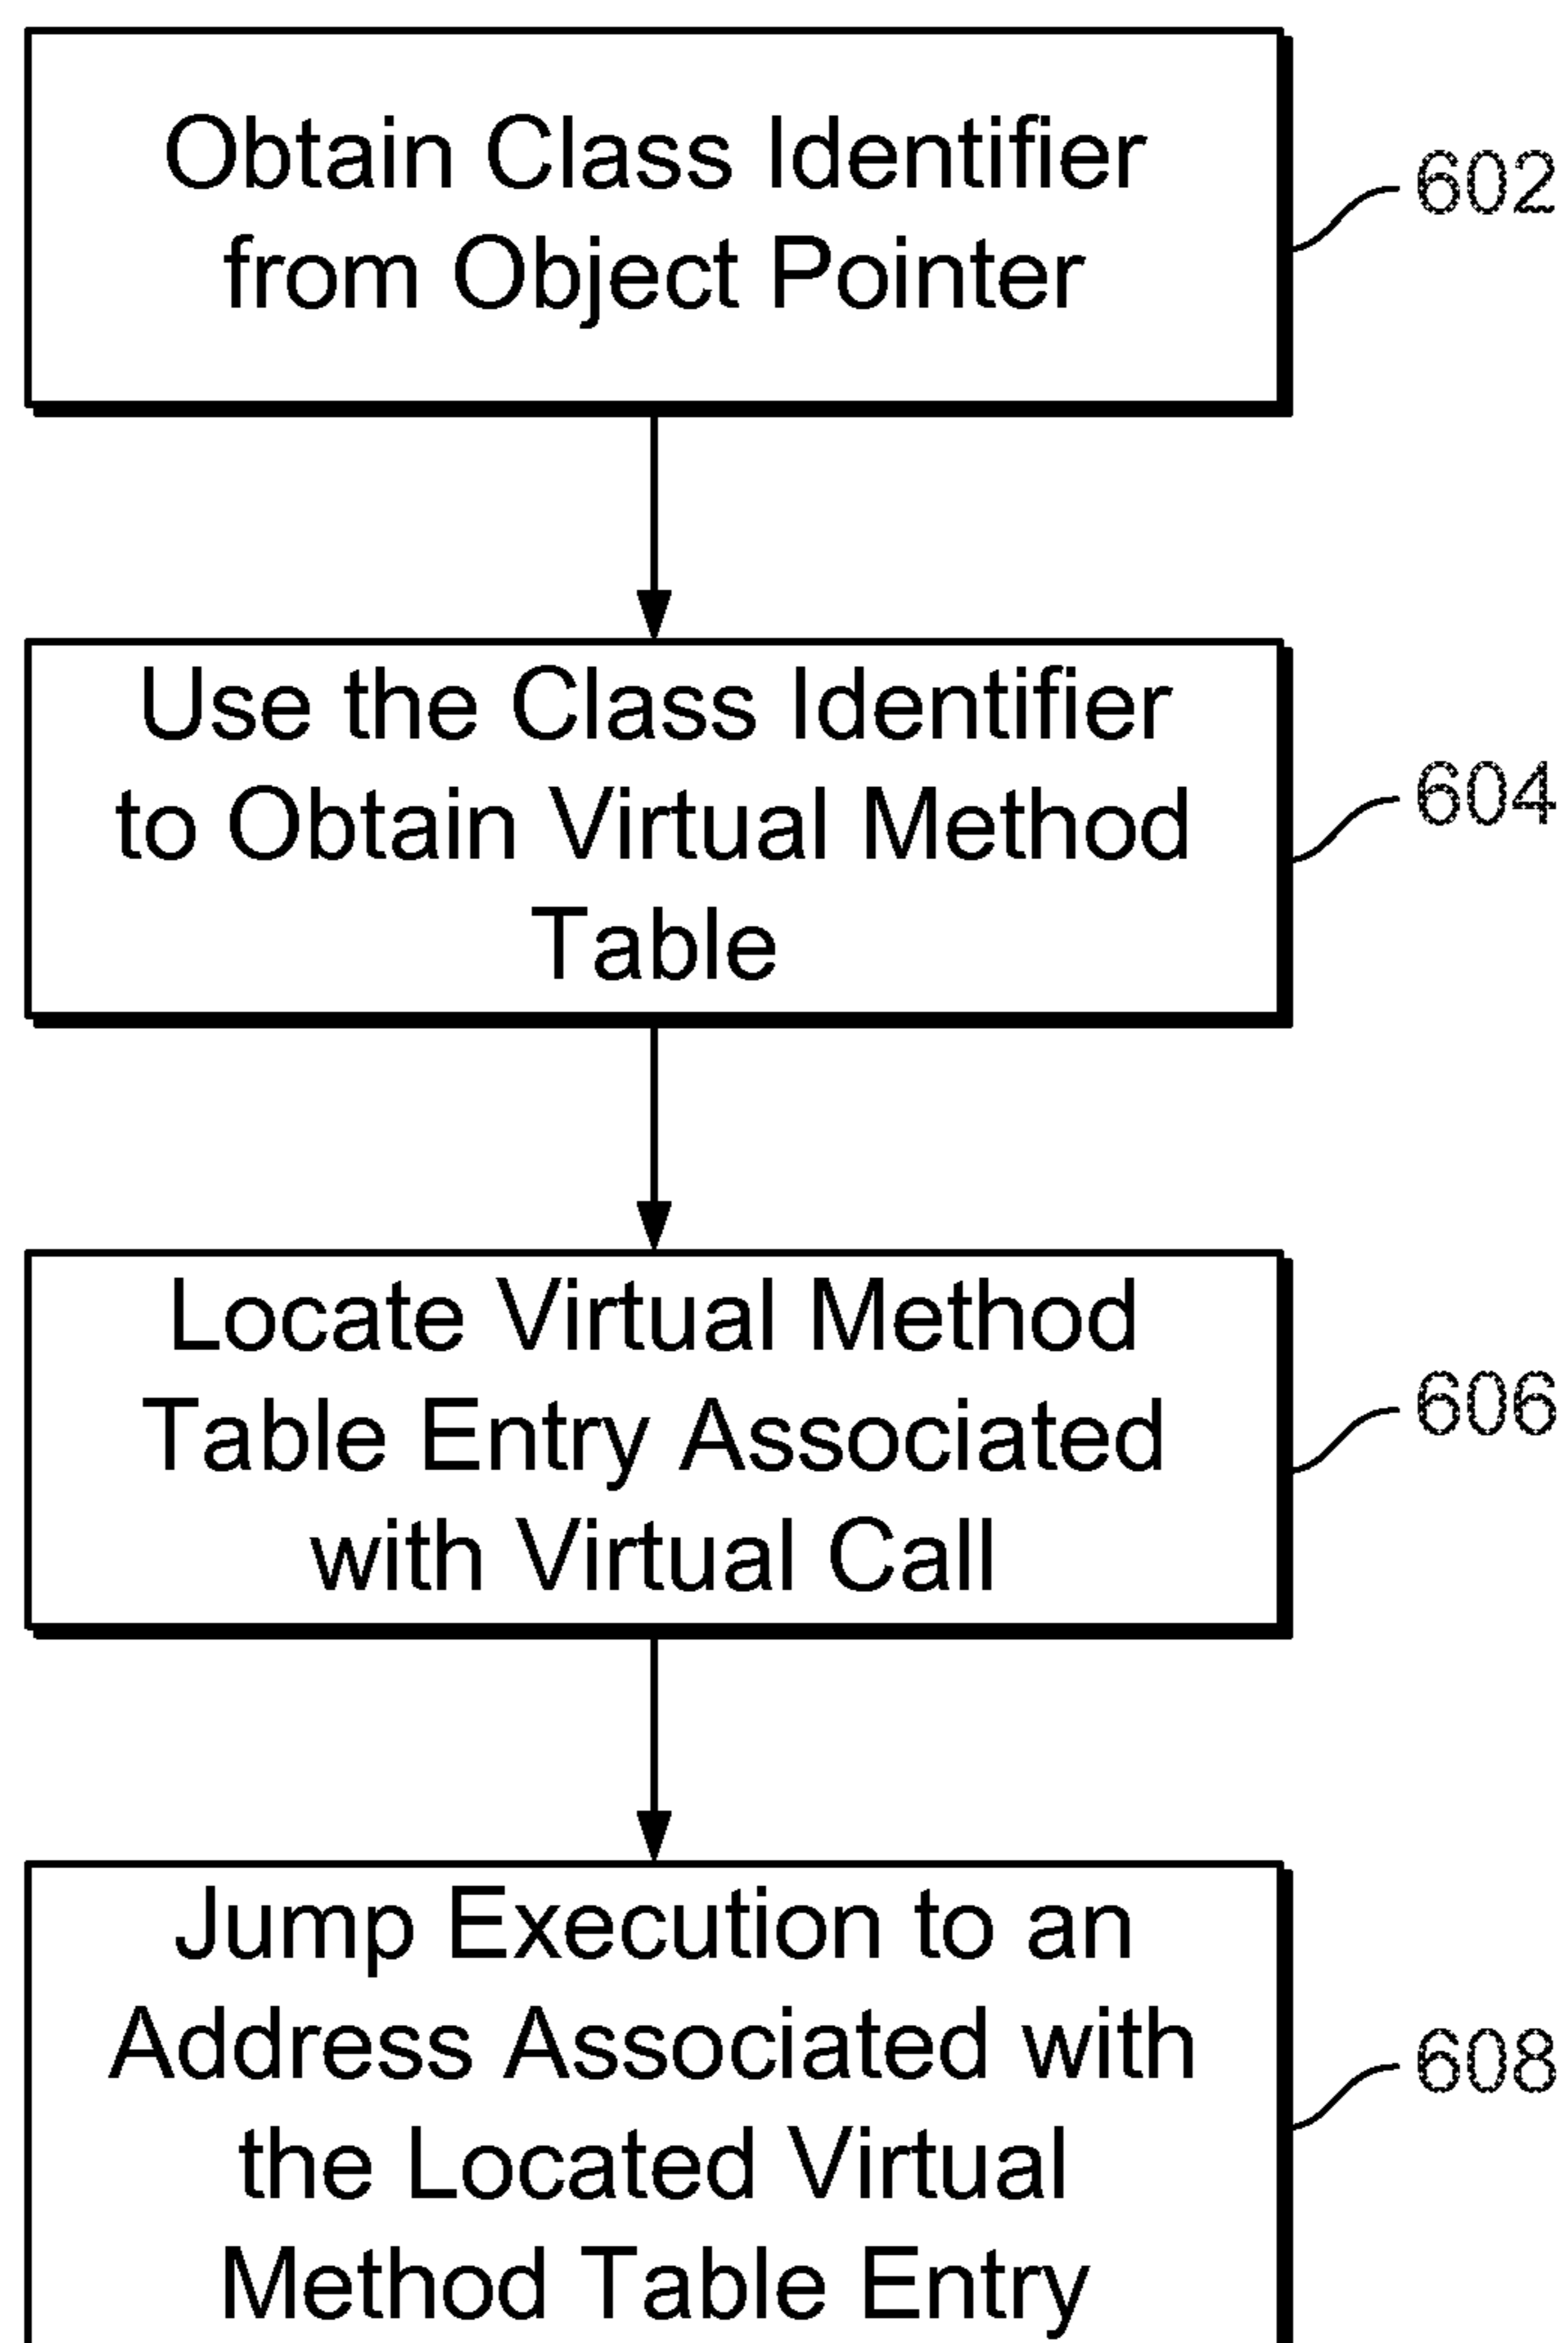 Obtain Class Identifier
from Object Pointer
602
Use the Class Identifier
to Obtain Virtual Method
Table
604
Locate Virtual Method
Table Entry Associated
with Virtual Call
606
Jump Execution to an
Address Associated with
the Located Virtual
Method Table Entry
608